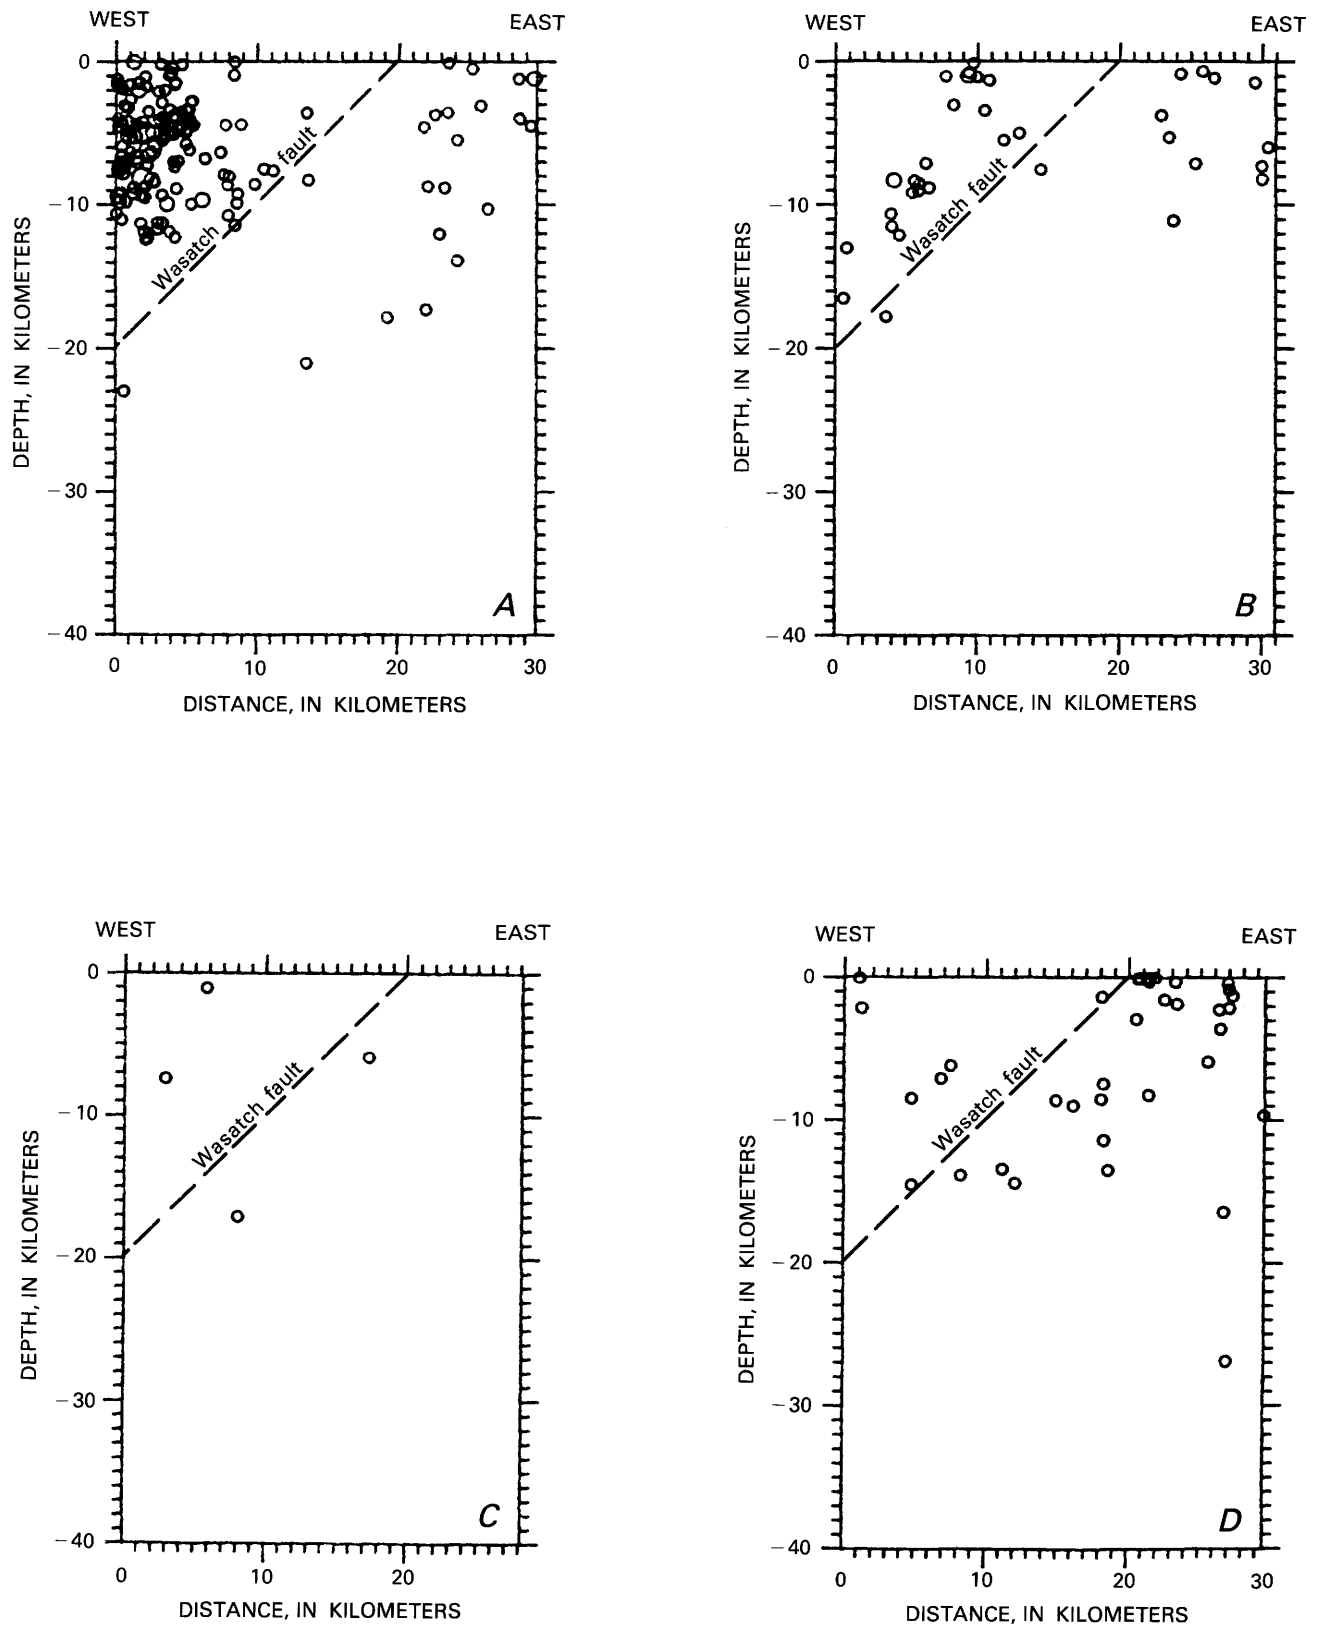 WEST EAST
0
Wasatch fault
−10
−20
−30
−40
DEPTH, IN KILOMETERS
A
0 10 20 30
DISTANCE, IN KILOMETERS
WEST EAST
0
Wasatch fault
−10
−20
−30
−40
DEPTH, IN KILOMETERS
B
0 10 20 30
DISTANCE, IN KILOMETERS
WEST EAST
0
Wasatch fault
−10
−20
−30
−40
DEPTH, IN KILOMETERS
C
0 10 20
DISTANCE, IN KILOMETERS
WEST EAST
0
Wasatch fault
−10
−20
−30
−40
DEPTH, IN KILOMETERS
D
0 10 20 30
DISTANCE, IN KILOMETERS